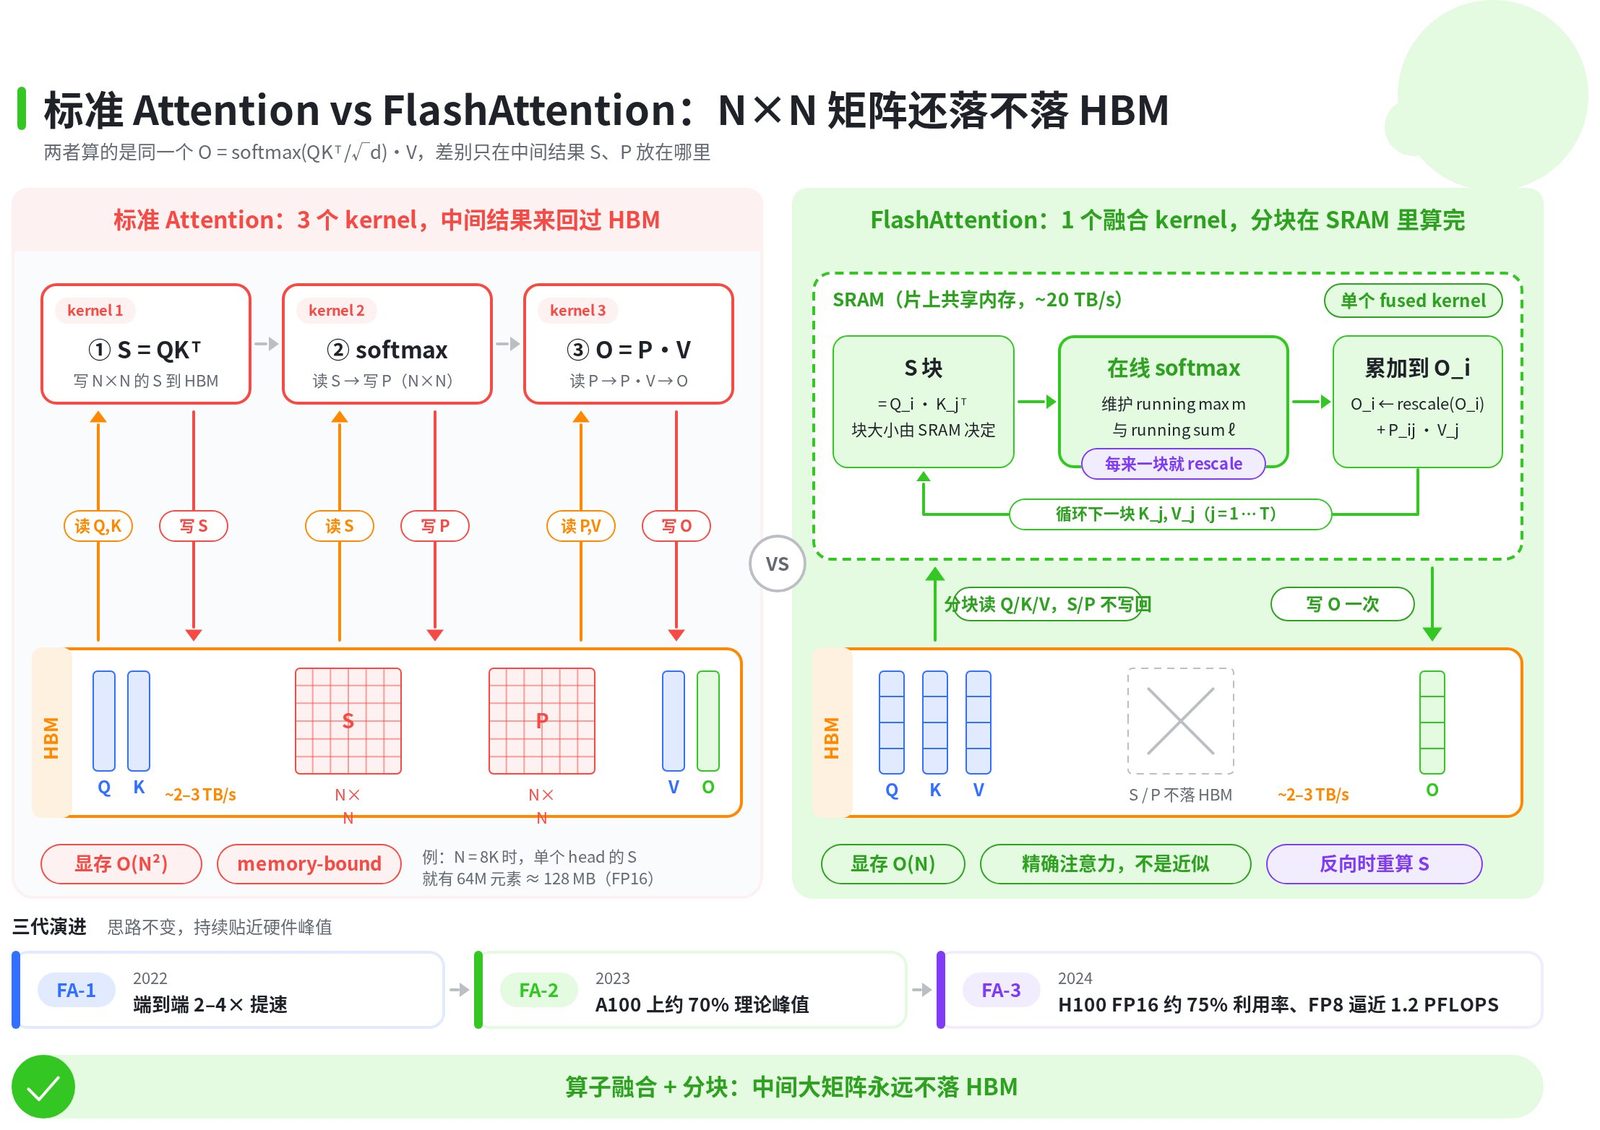 标准 Attention vs FlashAttention：N×N 矩阵还落不落 HBM
两者算的是同一个 O = softmax(QKᵀ/√d)·V，差别只在中间结果 S、P 放在哪里
标准 Attention：3 个 kernel，中间结果来回过 HBM
kernel 1
① S = QKᵀ
写 N×N 的 S 到 HBM
kernel 2
② softmax
读 S → 写 P（N×N）
kernel 3
③ O = P·V
读 P → P·V → O
读 Q,K
写 S
读 S
写 P
读 P,V
写 O
HBM
Q
K
~2–3 TB/s
S
N×
N
P
N×
N
V
O
显存 O(N²)
memory-bound
例：N = 8K 时，单个 head 的 S
就有 64M 元素 ≈ 128 MB（FP16）
VS
FlashAttention：1 个融合 kernel，分块在 SRAM 里算完
SRAM（片上共享内存，~20 TB/s）
单个 fused kernel
S 块
= Q_i · K_jᵀ
块大小由 SRAM 决定
在线 softmax
维护 running max m
与 running sum ℓ
每来一块就 rescale
累加到 O_i
O_i ← rescale(O_i)
+ P_ij · V_j
循环下一块 K_j, V_j（j = 1 ⋯ T）
分块读 Q/K/V，S/P 不写回
写 O 一次
HBM
Q
K
V
S / P 不落 HBM
~2–3 TB/s
O
显存 O(N)
精确注意力，不是近似
反向时重算 S
三代演进 思路不变，持续贴近硬件峰值
FA-1
2022
端到端 2–4× 提速
FA-2
2023
A100 上约 70% 理论峰值
FA-3
2024
H100 FP16 约 75% 利用率、FP8 逼近 1.2 PFLOPS
算子融合 + 分块：中间大矩阵永远不落 HBM